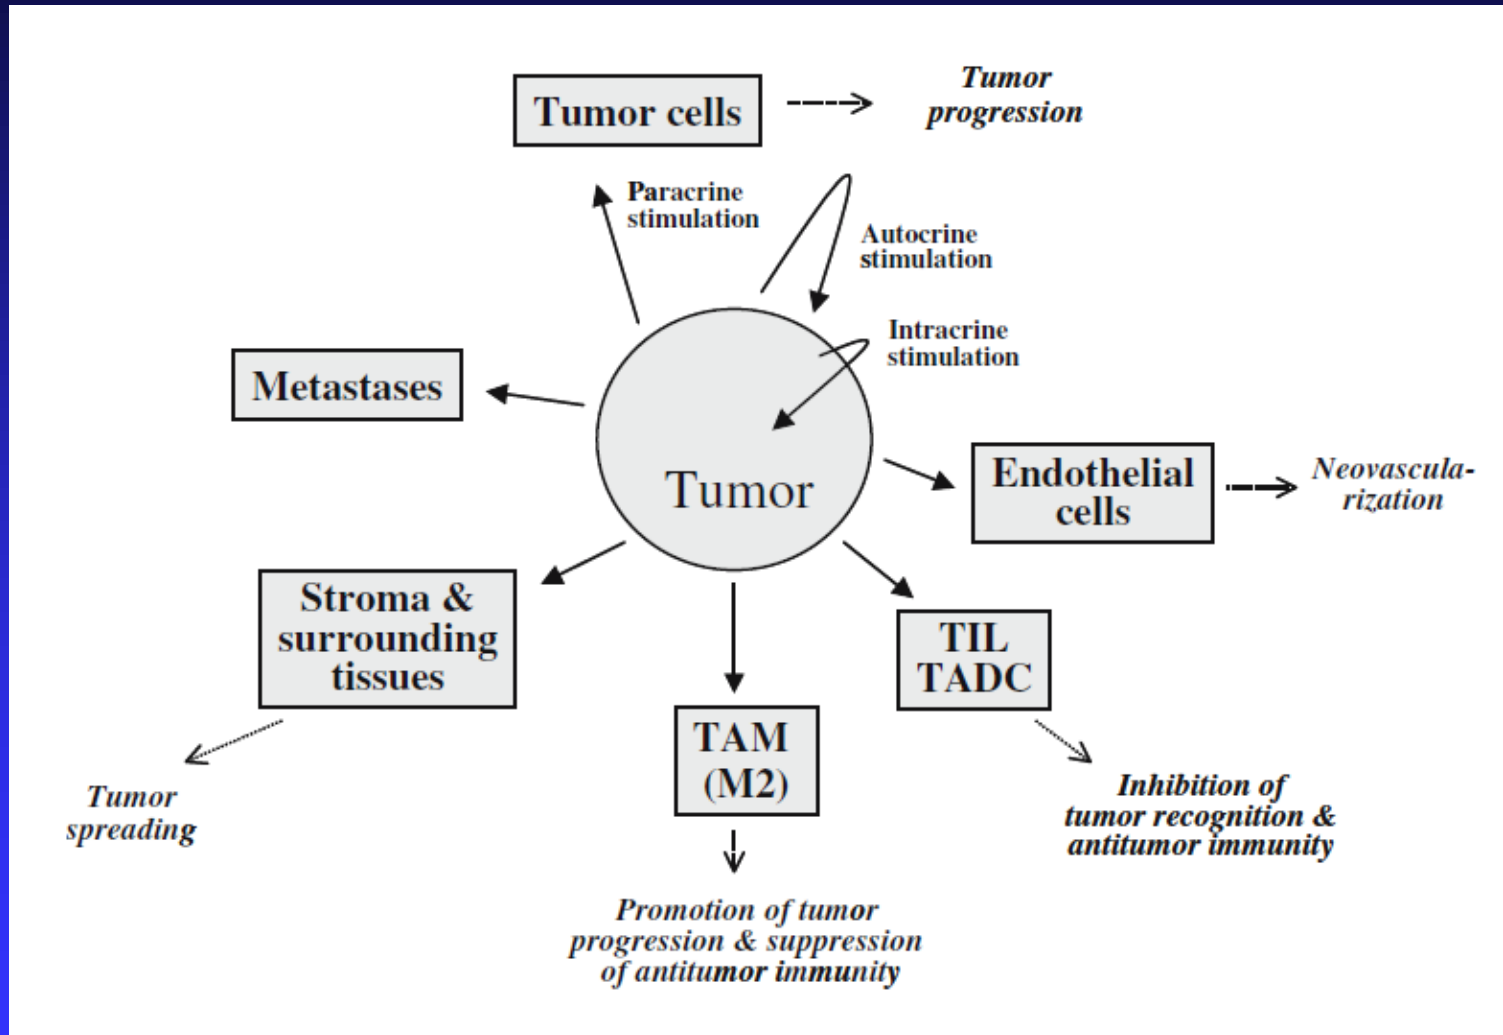 Tumor cells
Tumor
progression
Paracrine
stimulation
Autocrine
stimulation
Intracrine
stimulation
Metastases
Tumor
Endothelial
cells
Neovascula-
rization
Stroma &
surrounding
tissues
TIL
TADC
TAM
(M2)
Tumor
spreading
Inhibition of
tumor recognition &
antitumor immunity
Promotion of tumor
progression & suppression
of antitumor immunity